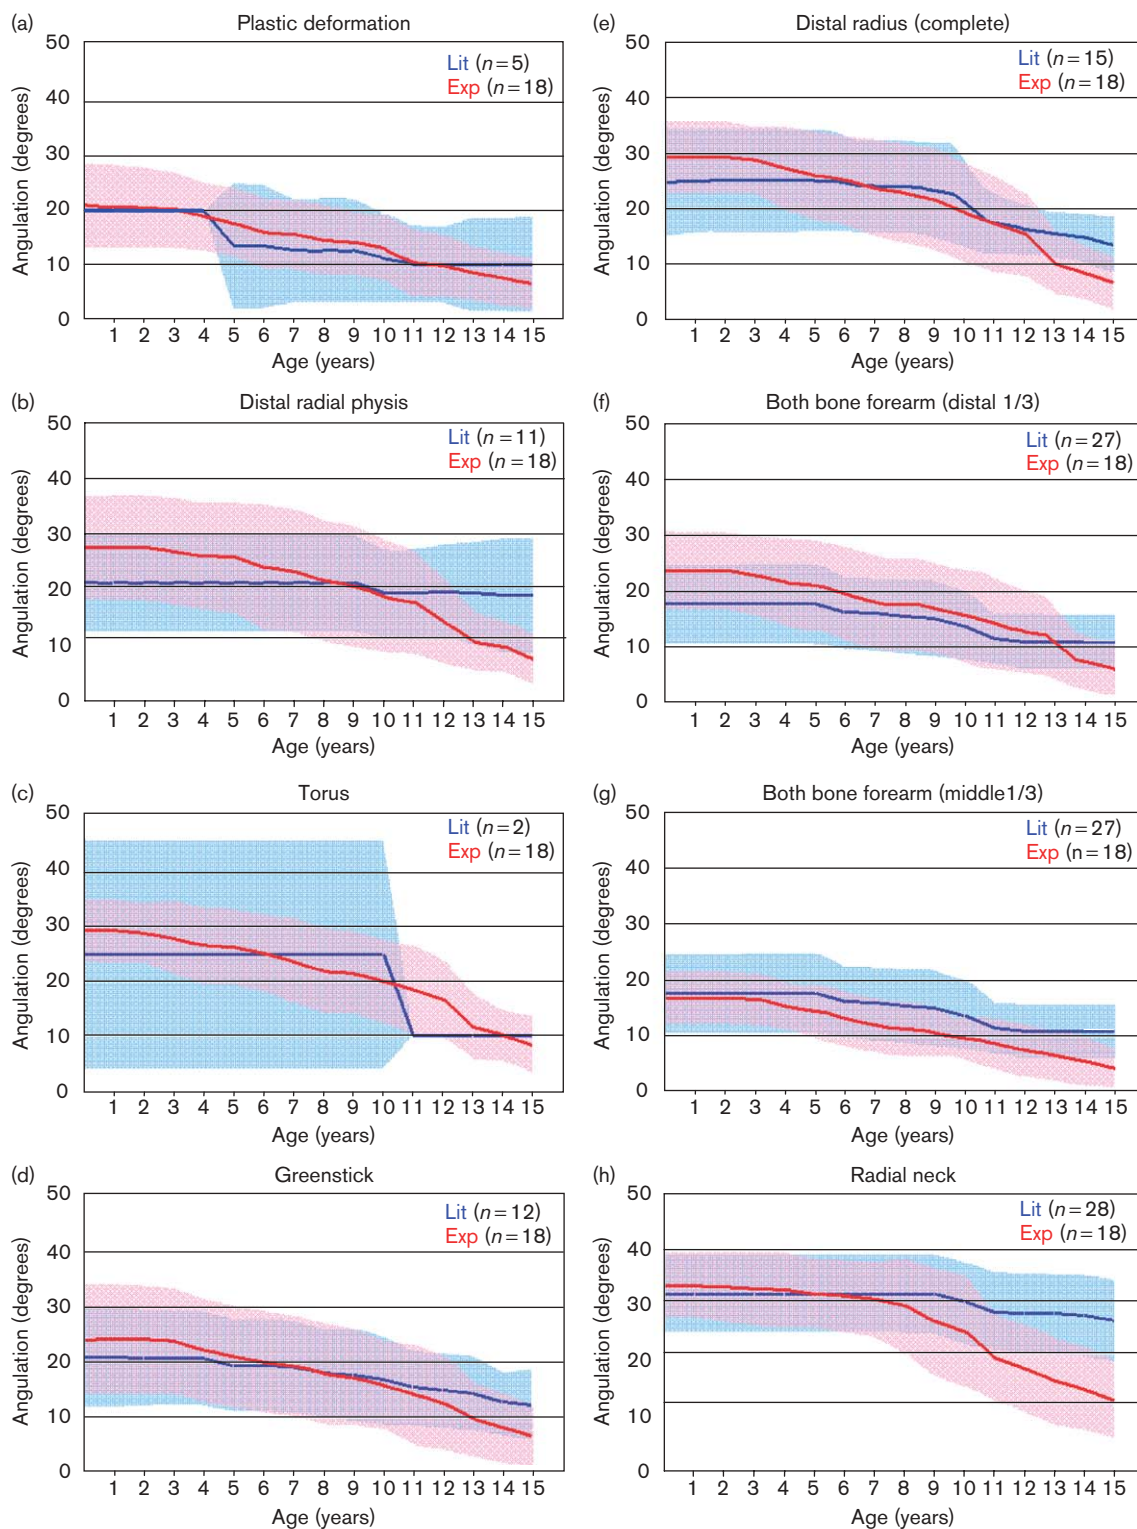 (a)
Plastic deformation
Lit (n=5)
Exp (n=18)
Angulation (degrees)
50
40
30
20
10
0
1 2 3 4 5 6 7 8 9 10 11 12 13 14 15
Age (years)
(b)
Distal radial physis
Lit (n=11)
Exp (n=18)
Angulation (degrees)
50
40
30
20
10
0
1 2 3 4 5 6 7 8 9 10 11 12 13 14 15
Age (years)
(c)
Torus
Lit (n=2)
Exp (n=18)
Angulation (degrees)
50
40
30
20
10
0
1 2 3 4 5 6 7 8 9 10 11 12 13 14 15
Age (years)
(d)
Greenstick
Lit (n=12)
Exp (n=18)
Angulation (degrees)
50
40
30
20
10
0
1 2 3 4 5 6 7 8 9 10 11 12 13 14 15
Age (years)
(e)
Distal radius (complete)
Lit (n=15)
Exp (n=18)
Angulation (degrees)
50
40
30
20
10
0
1 2 3 4 5 6 7 8 9 10 11 12 13 14 15
Age (years)
(f)
Both bone forearm (distal 1/3)
Lit (n=27)
Exp (n=18)
Angulation (degrees)
50
40
30
20
10
0
1 2 3 4 5 6 7 8 9 10 11 12 13 14 15
Age (years)
(g)
Both bone forearm (middle1/3)
Lit (n=27)
Exp (n=18)
Angulation (degrees)
50
40
30
20
10
0
1 2 3 4 5 6 7 8 9 10 11 12 13 14 15
Age (years)
(h)
Radial neck
Lit (n=28)
Exp (n=18)
Angulation (degrees)
50
40
30
20
10
0
1 2 3 4 5 6 7 8 9 10 11 12 13 14 15
Age (years)